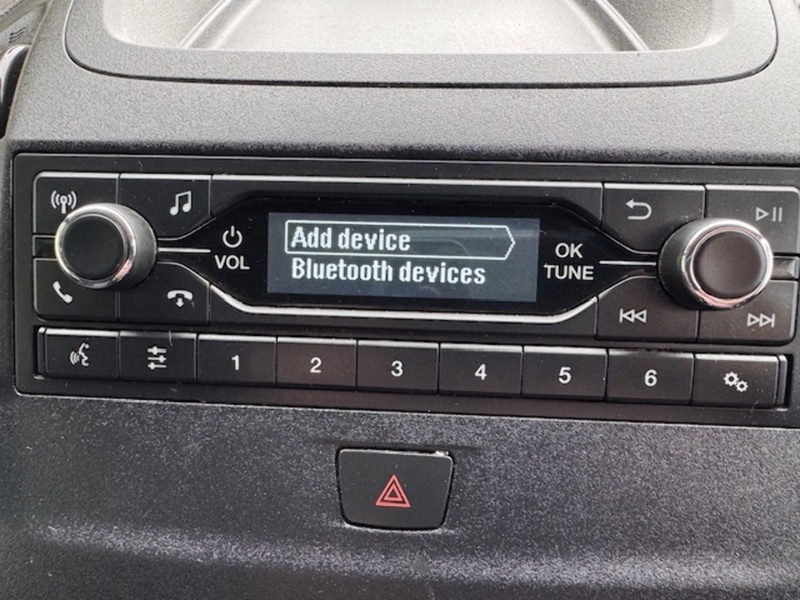 Add device
Bluetooth devices
VOL
OK
TUNE
1 2 3 4 5 6